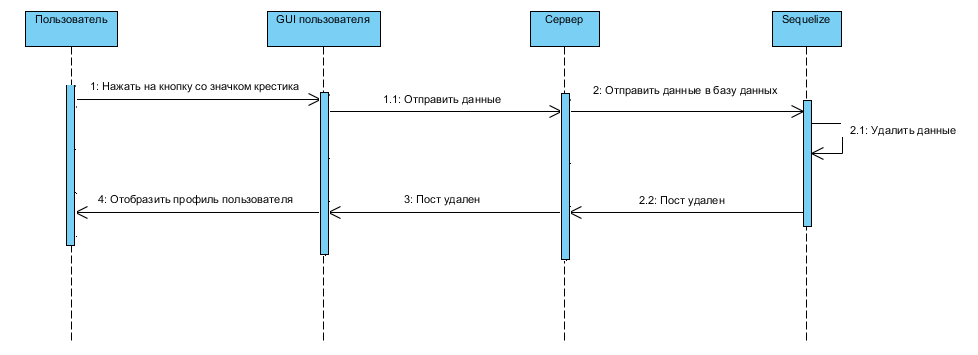 Пользователь
GUI пользователя
Сервер
Sequelize
1: Нажать на кнопку со значком крестика
1.1: Отправить данные
2: Отправить данные в базу данных
2.1: Удалить данные
4: Отобразить профиль пользователя
3: Пост удален
2.2: Пост удален